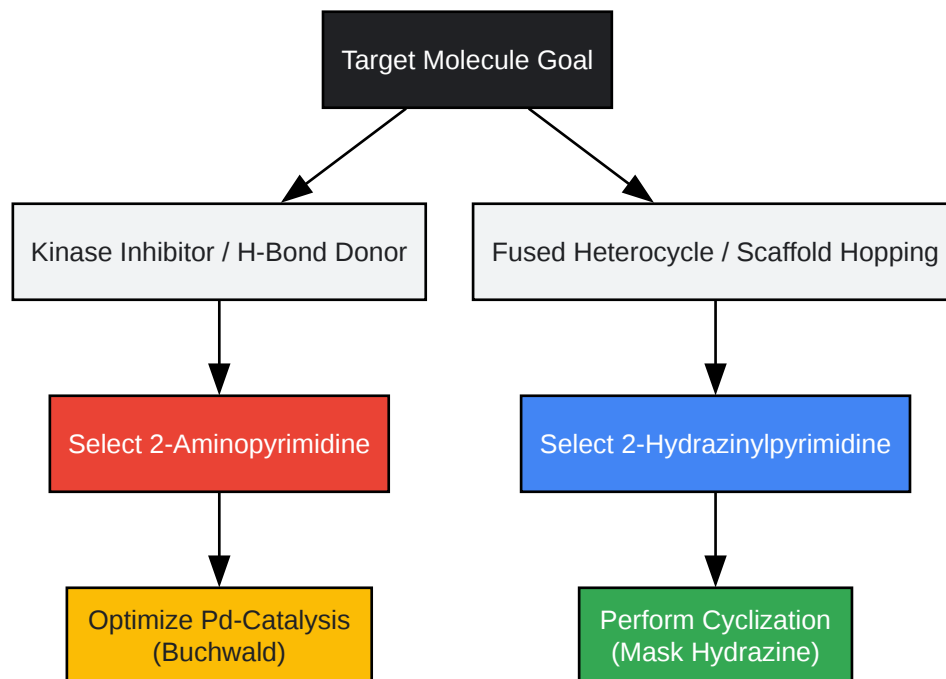 Target Molecule Goal
Kinase Inhibitor / H-Bond Donor
Fused Heterocycle / Scaffold Hopping
Select 2-Aminopyrimidine
Select 2-Hydrazinylpyrimidine
Optimize Pd-Catalysis
(Buchwald)
Perform Cyclization
(Mask Hydrazine)